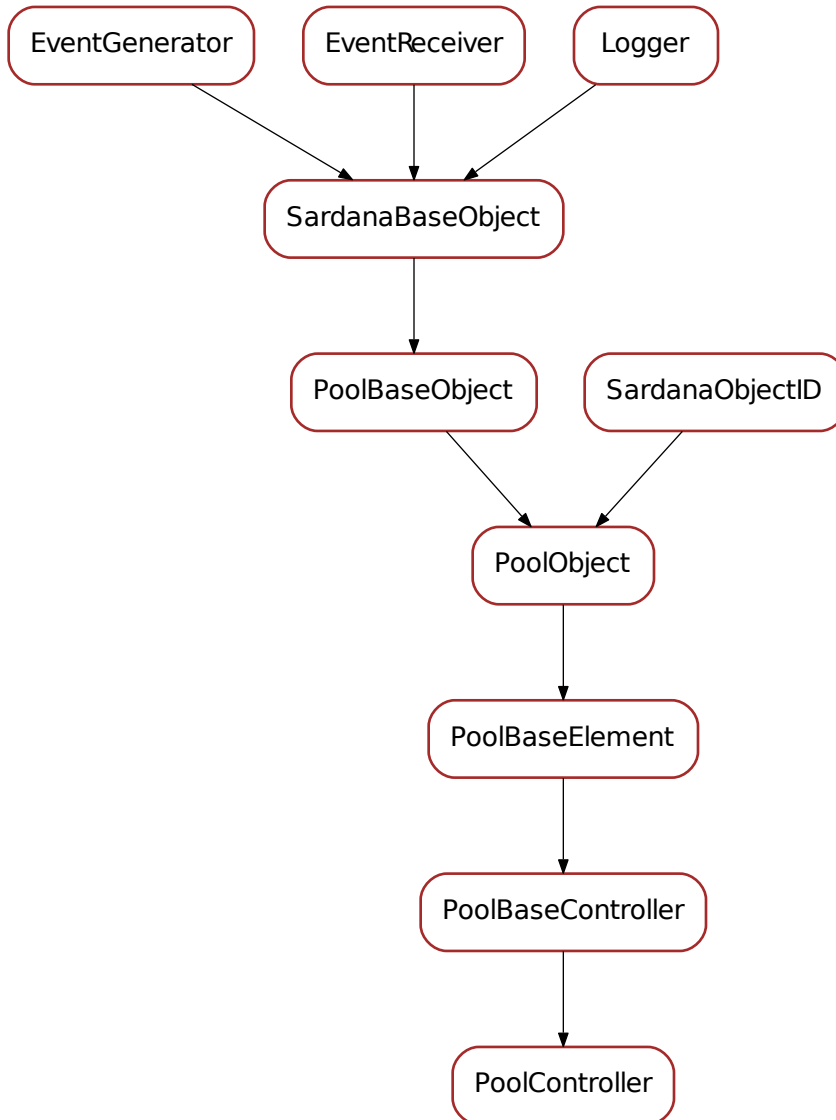 EventGenerator
EventReceiver
Logger
SardanaBaseObject
PoolBaseObject
SardanaObjectID
PoolObject
PoolBaseElement
PoolBaseController
PoolController